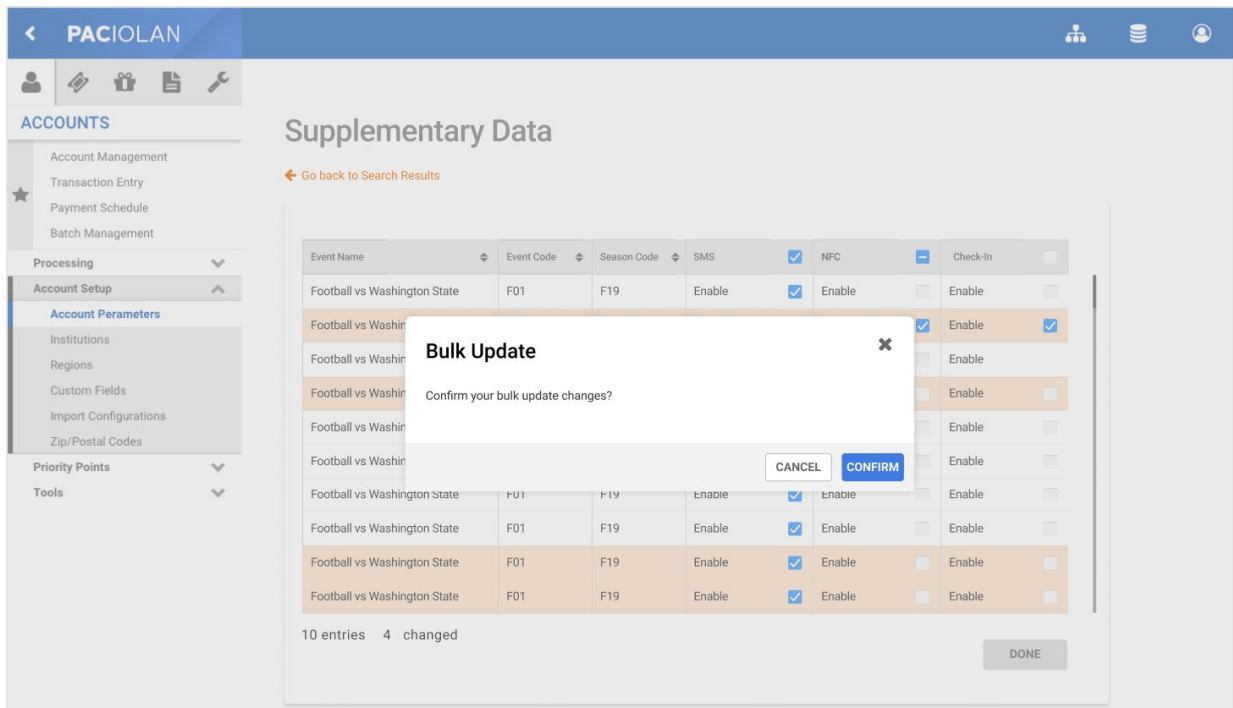 PACIOLAN
ACCOUNTS
Account Management
Transaction Entry
Payment Schedule
Batch Management
Processing
Account Setup
Account Perameters
Institutions
Regions
Custom Fields
Import Configurations
Zip/Postal Codes
Priority Points
Tools
Supplementary Data
Go back to Search Results
Event Name Event Code Season Code SMS NFC Check-In
Football vs Washington State F01 F19 Enable Enable Enable
Football vs Washin Enable
Football vs Washin Enable
Football vs Washin Enable
Football vs Washin Enable
Football vs Washin Enable
Football vs Washington State F01 F19 Enable Enable Enable
Football vs Washington State F01 F19 Enable Enable Enable
Football vs Washington State F01 F19 Enable Enable Enable
Football vs Washington State F01 F19 Enable Enable Enable
10 entries 4 changed
DONE
Bulk Update
Confirm your bulk update changes?
CANCEL CONFIRM